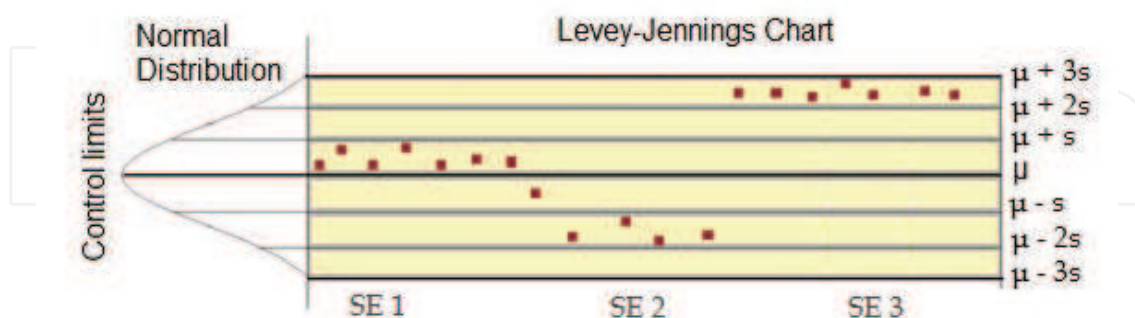 Levey-Jennings Chart
Normal
Distribution
Control limits
μ + 3s
μ + 2s
μ + s
μ
μ - s
μ - 2s
μ - 3s
SE 1 SE 2 SE 3